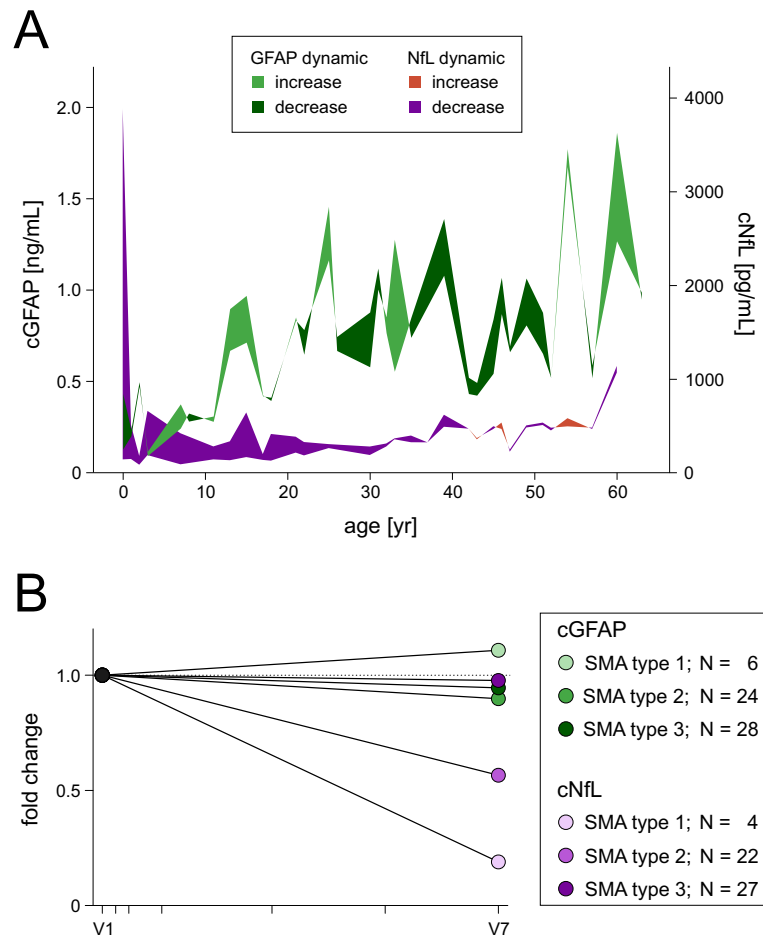 A
GFAP dynamic NfL dynamic
increase increase
decrease decrease
cGFAP [ng/mL]
2.0
1.5
1.0
0.5
0
cNfL [pg/mL]
4000
3000
2000
1000
0
0 10 20 30 40 50 60
age [yr]
B
fold change
1.0
0.5
0
V1 V7
cGFAP
SMA type 1; N = 6
SMA type 2; N = 24
SMA type 3; N = 28
cNfL
SMA type 1; N = 4
SMA type 2; N = 22
SMA type 3; N = 27